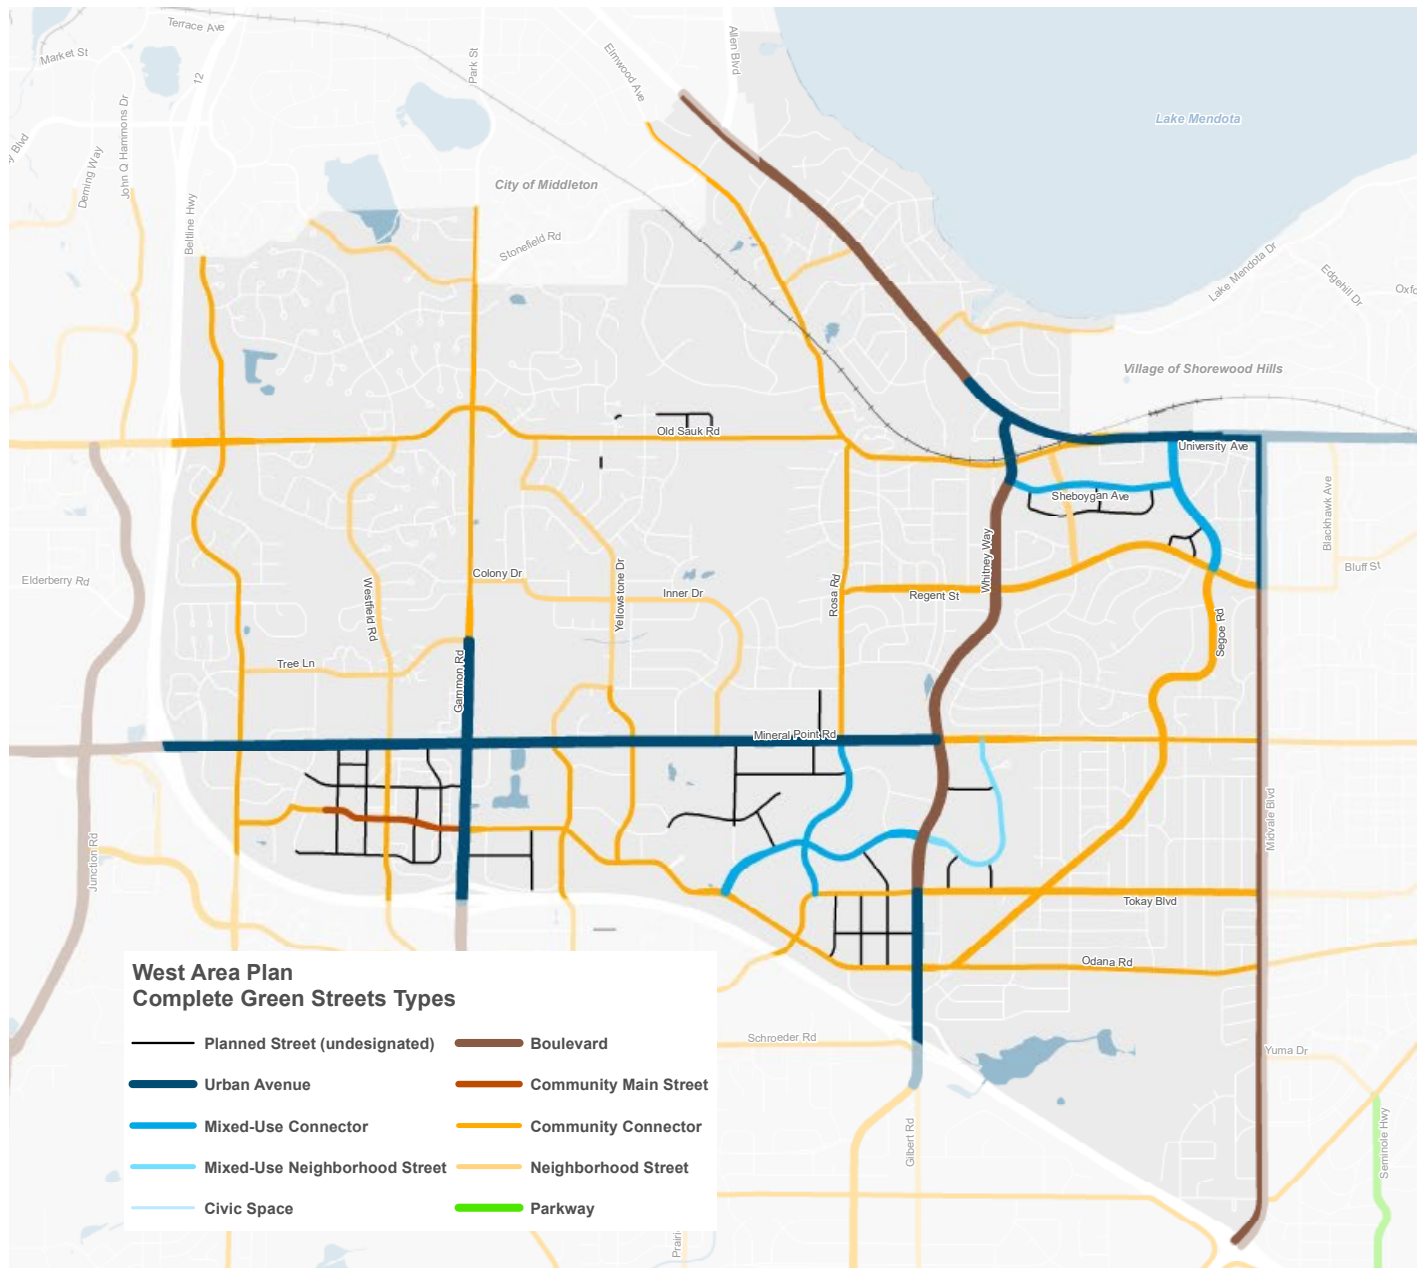 Terrace Ave
Market St
12
Park St
Elmwood Ave
Allen Blvd
Lake Mendota
y Blvd
Deming Way
John Q Hammons Dr
City of Middleton
Beltline Hwy
Stonefield Rd
Lake Mendota Dr
Edgehill Dr
Oxfo
Village of Shorewood Hills
Old Sauk Rd
University Ave
Sheboygan Ave
Blackhawk Ave
Elderberry Rd
Westfield Rd
Colony Dr
Yellowstone Dr
Inner Dr
Rosa Rd
Whitney Way
Regent St
Bluff St
Segoe Rd
Tree Ln
Gammon Rd
Mineral Point Rd
Junction Rd
Midvale Blvd
Tokay Blvd
Odana Rd
Schroeder Rd
Yuma Dr
Gilbert Rd
Seminole Hwy
Prairi
West Area Plan
Complete Green Streets Types
Planned Street (undesignated)
Boulevard
Urban Avenue
Community Main Street
Mixed-Use Connector
Community Connector
Mixed-Use Neighborhood Street
Neighborhood Street
Civic Space
Parkway